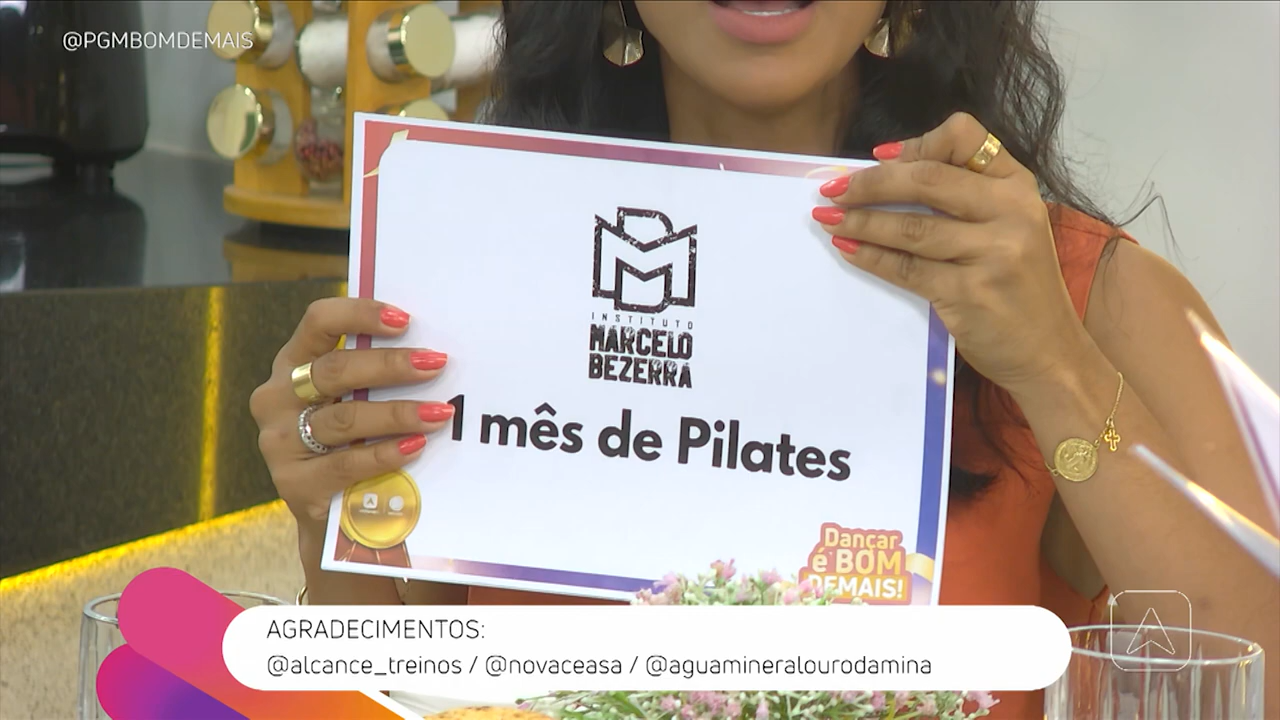 @PGMBOMDEMAIS
INSTITUTO
MARCELO
BEZERRA
1 mês de Pilates
Dançar
é BOM
DEMAIS!
AGRADECIMENTOS:
@alcance_treinos / @novaceasa / @aguamineralourodamina